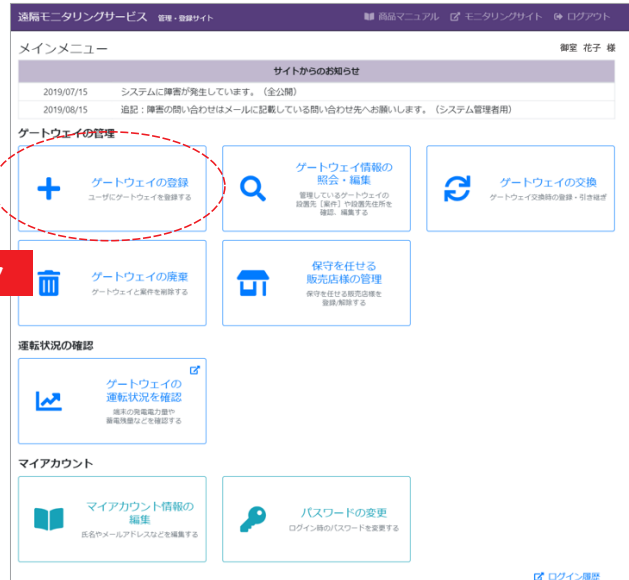 遠隔モニタリングサービス 管理・登録サイト 商品マニュアル モニタリングサイト ログアウト
メインメニュー 御室 花子 様
サイトからのお知らせ
2019/07/15 システムに障害が発生しています。（全公開）
2019/08/15 追記：障害の問い合わせはメールに記載している問い合わせ先へお願いします。（システム管理者用）
ゲートウェイの管理
ゲートウェイの登録
ユーザにゲートウェイを登録する
ゲートウェイ情報の
照会・編集
管理しているゲートウェイの
設置先［案件］や設置先住所を
確認、編集する
ゲートウェイの交換
ゲートウェイ交換時の登録・引き継ぎ
ゲートウェイの廃棄
ゲートウェイと案件を削除する
保守を任せる
販売店様の管理
保守を任せる販売店様を
登録/解除する
運転状況の確認
ゲートウェイの
運転状況を確認
端末の発電電力量や
蓄電残量などを確認する
マイアカウント
マイアカウント情報の
編集
氏名やメールアドレスなどを編集する
パスワードの変更
ログイン時のパスワードを変更する
ログイン履歴